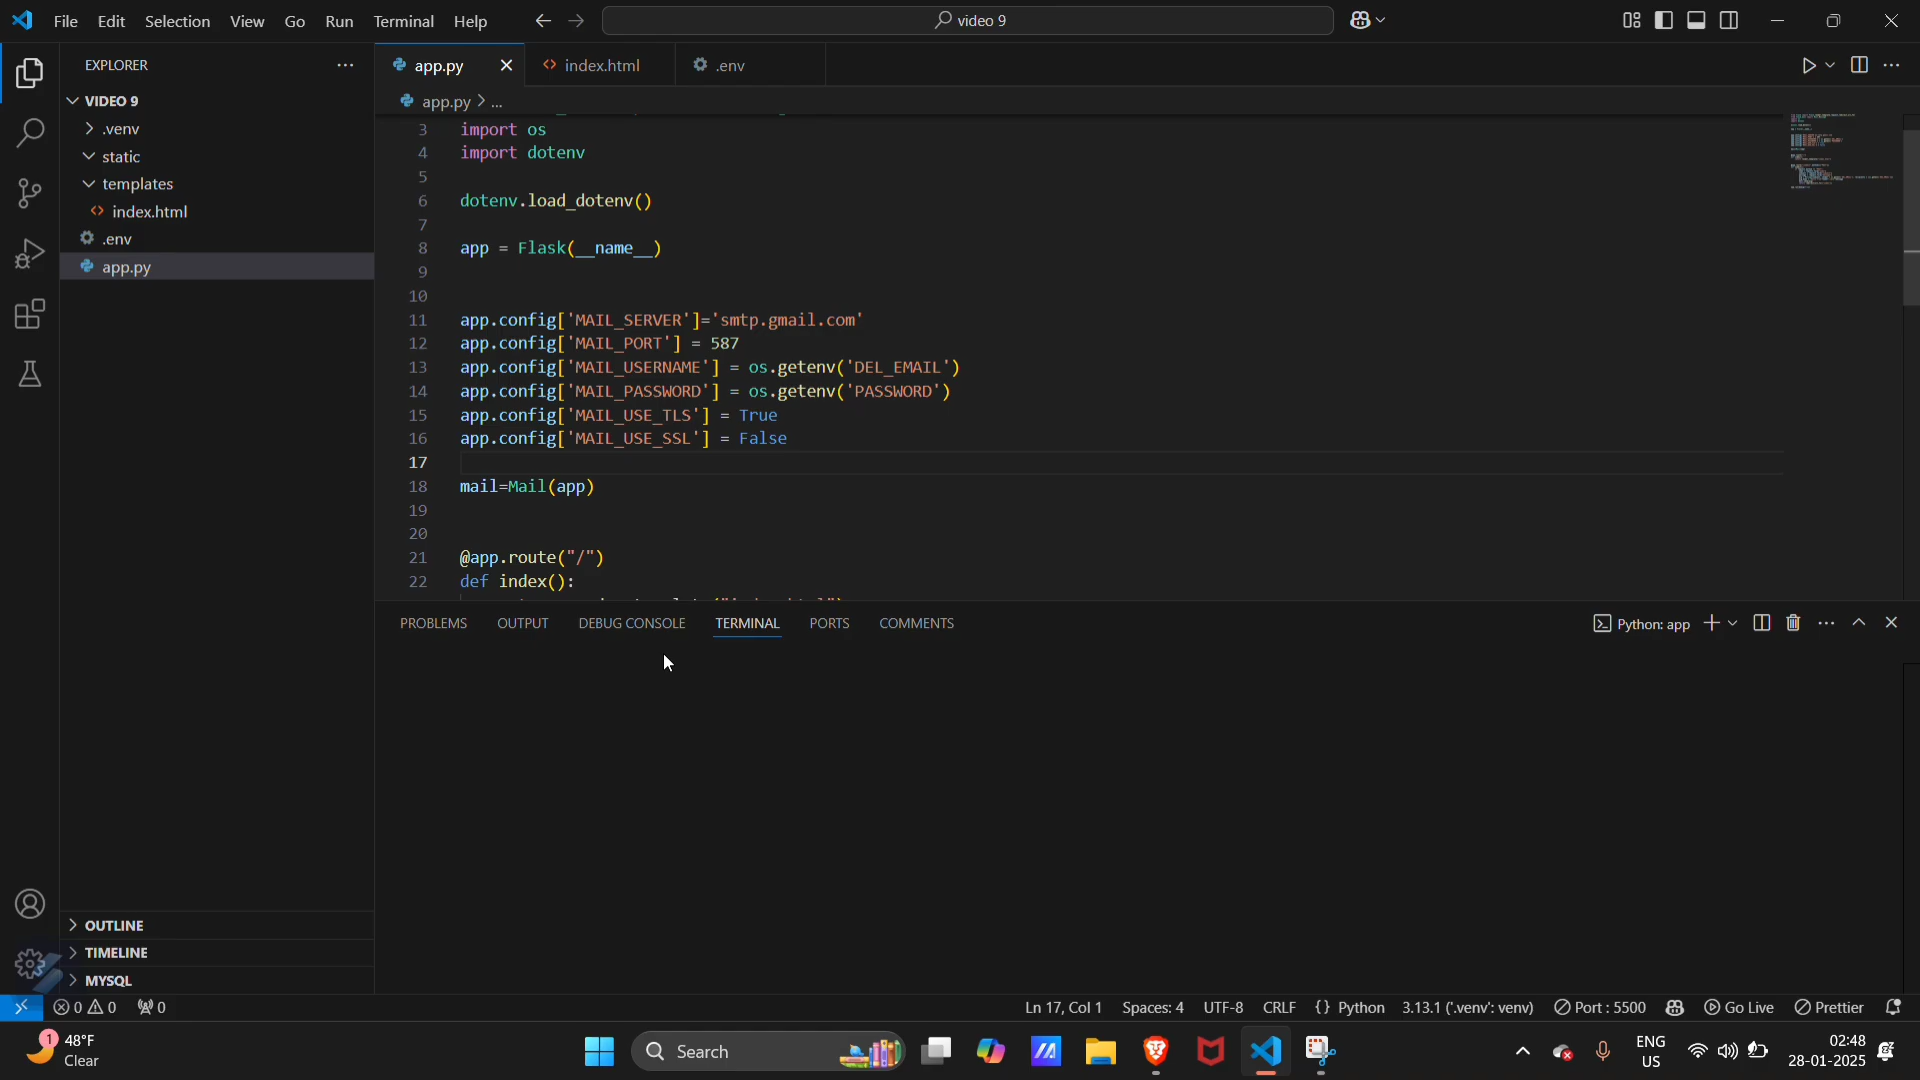 File Edit Selection View Go Run Terminal Help
video 9
EXPLORER
app.py
index.html
.env
VIDEO 9
.venv
static
templates
index.html
.env
app.py
OUTLINE
TIMELINE
MYSQL
app.py > ...
3 import os
4 import dotenv
5
6 dotenv.load_dotenv()
7
8 app = Flask(__name__)
9
10
11 app.config['MAIL_SERVER']='smtp.gmail.com'
12 app.config['MAIL_PORT'] = 587
13 app.config['MAIL_USERNAME'] = os.getenv('DEL_EMAIL')
14 app.config['MAIL_PASSWORD'] = os.getenv('PASSWORD')
15 app.config['MAIL_USE_TLS'] = True
16 app.config['MAIL_USE_SSL'] = False
17
18 mail=Mail(app)
19
20
21 @app.route("/")
22 def index():
PROBLEMS OUTPUT DEBUG CONSOLE TERMINAL PORTS COMMENTS
Python: app
0 0 0
Ln 17, Col 1 Spaces: 4 UTF-8 CRLF {} Python 3.13.1 ('.venv': venv) Port : 5500 Go Live Prettier
1
48°F
Clear
Search
ENG
US
02:48
28-01-2025